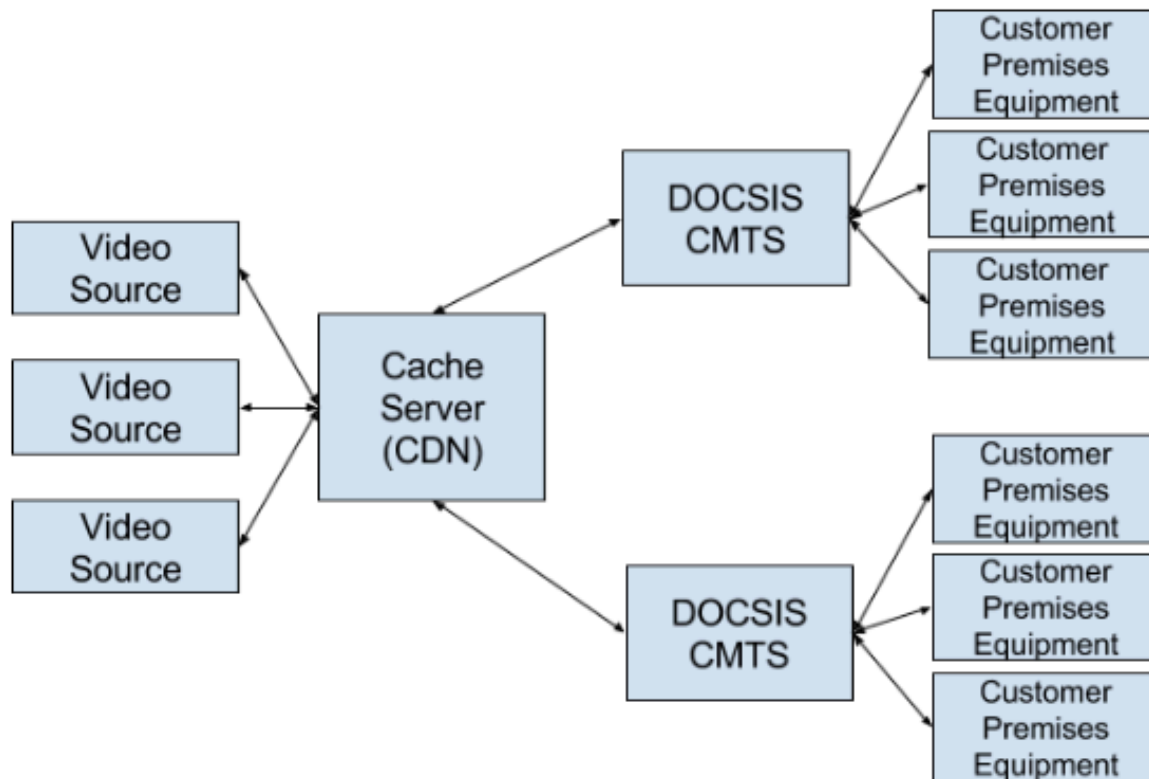 Video
Source
Video
Source
Video
Source
Cache
Server
(CDN)
DOCSIS
CMTS
DOCSIS
CMTS
Customer
Premises
Equipment
Customer
Premises
Equipment
Customer
Premises
Equipment
Customer
Premises
Equipment
Customer
Premises
Equipment
Customer
Premises
Equipment